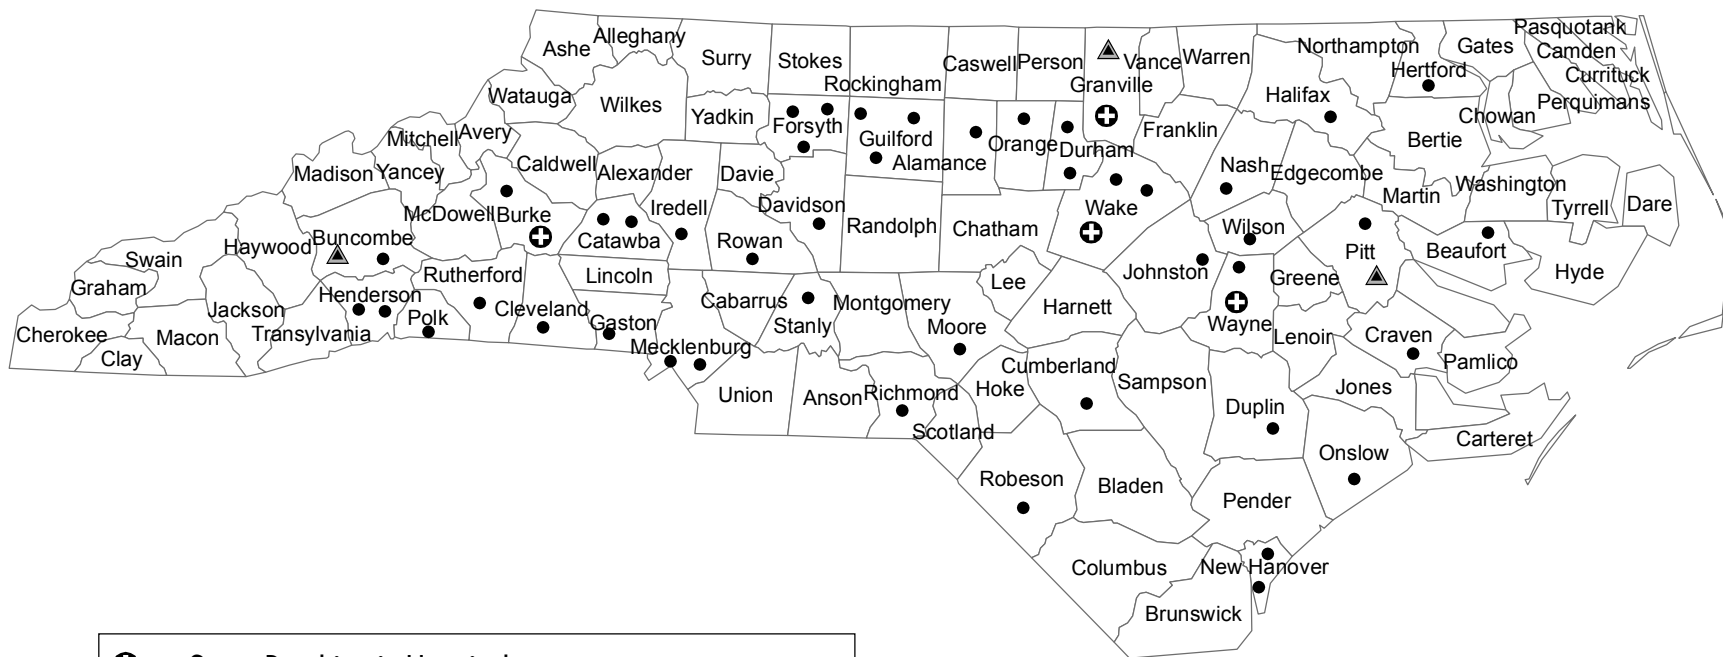 Ashe
Alleghany
Surry
Stokes
Rockingham
Caswell
Person
Granville
Vance
Warren
Northampton
Hertford
Gates
Pasquotank
Camden
Currituck
Perquimans
Chowan
Halifax
Bertie
Watauga
Wilkes
Yadkin
Forsyth
Guilford
Alamance
Orange
Durham
Franklin
Nash
Edgecombe
Martin
Washington
Tyrrell
Dare
Mitchell
Avery
Madison
Yancey
Caldwell
Alexander
Davie
Davidson
Iredell
McDowell
Burke
Catawba
Rowan
Randolph
Chatham
Wake
Wilson
Pitt
Beaufort
Hyde
Haywood
Buncombe
Swain
Graham
Rutherford
Lincoln
Cabarrus
Stanly
Montgomery
Moore
Lee
Harnett
Johnston
Greene
Wayne
Lenoir
Craven
Pamlico
Cherokee
Clay
Macon
Jackson
Transylvania
Henderson
Polk
Cleveland
Gaston
Mecklenburg
Union
Anson
Richmond
Scotland
Hoke
Cumberland
Sampson
Duplin
Jones
Onslow
Carteret
Robeson
Bladen
Pender
Columbus
New Hanover
Brunswick